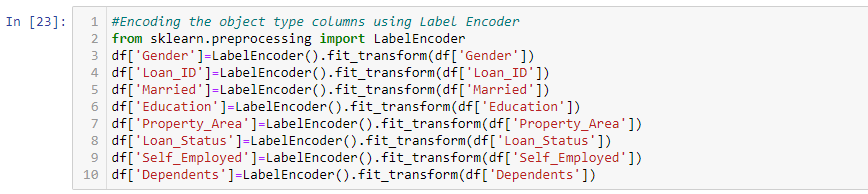 In [23]:
1 #Encoding the object type columns using Label Encoder
2 from sklearn.preprocessing import LabelEncoder
3 df['Gender']=LabelEncoder().fit_transform(df['Gender'])
4 df['Loan_ID']=LabelEncoder().fit_transform(df['Loan_ID'])
5 df['Married']=LabelEncoder().fit_transform(df['Married'])
6 df['Education']=LabelEncoder().fit_transform(df['Education'])
7 df['Property_Area']=LabelEncoder().fit_transform(df['Property_Area'])
8 df['Loan_Status']=LabelEncoder().fit_transform(df['Loan_Status'])
9 df['Self_Employed']=LabelEncoder().fit_transform(df['Self_Employed'])
10 df['Dependents']=LabelEncoder().fit_transform(df['Dependents'])